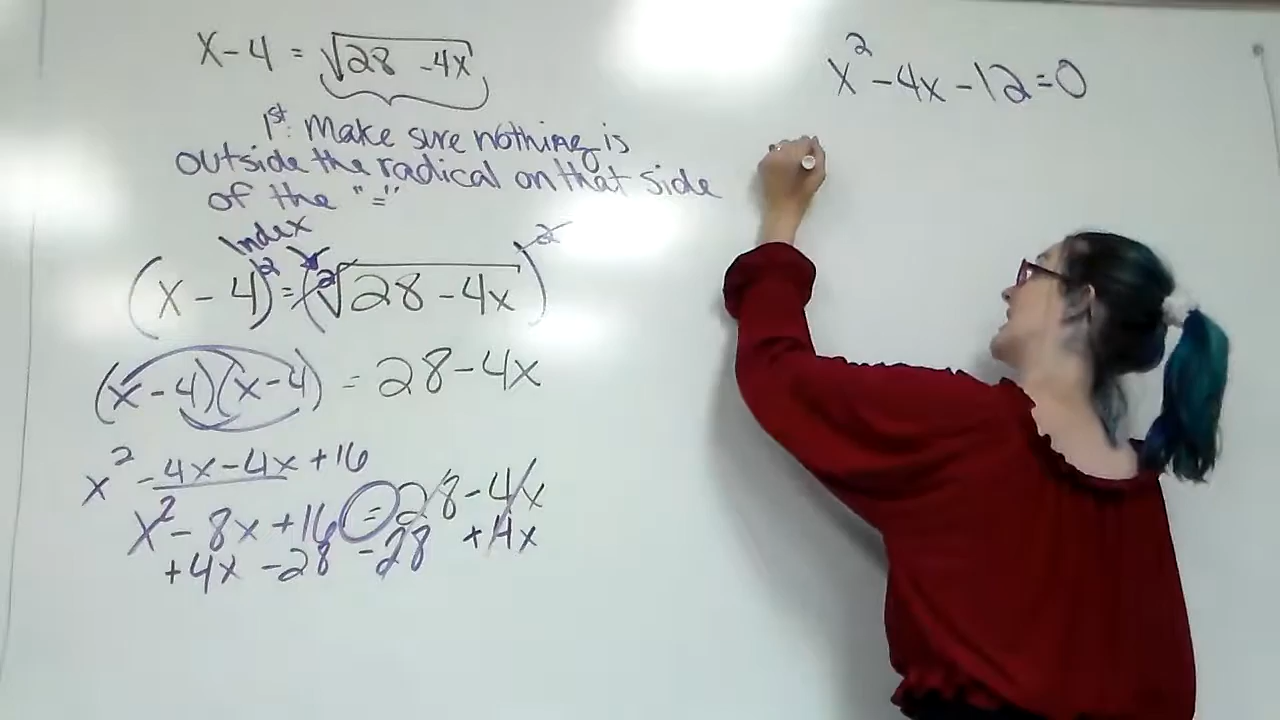 x - 4 = √28 - 4x
1st: Make sure nothing is
outside the radical on that side
of the "="
Index
(x - 4)² = (²√28 - 4x)²
(x - 4)(x - 4) = 28 - 4x
x² - 4x - 4x + 16
x² - 8x + 16 = 28 - 4x
+4x - 28 - 28 + 4x
x² - 4x - 12 = 0